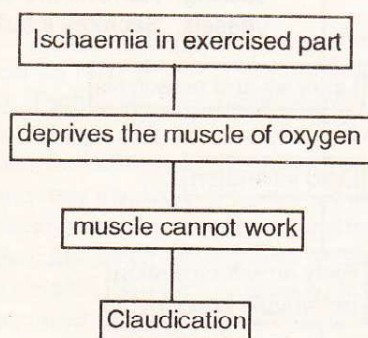 Ischaemia in exercised part
deprives the muscle of oxygen
muscle cannot work
Claudication